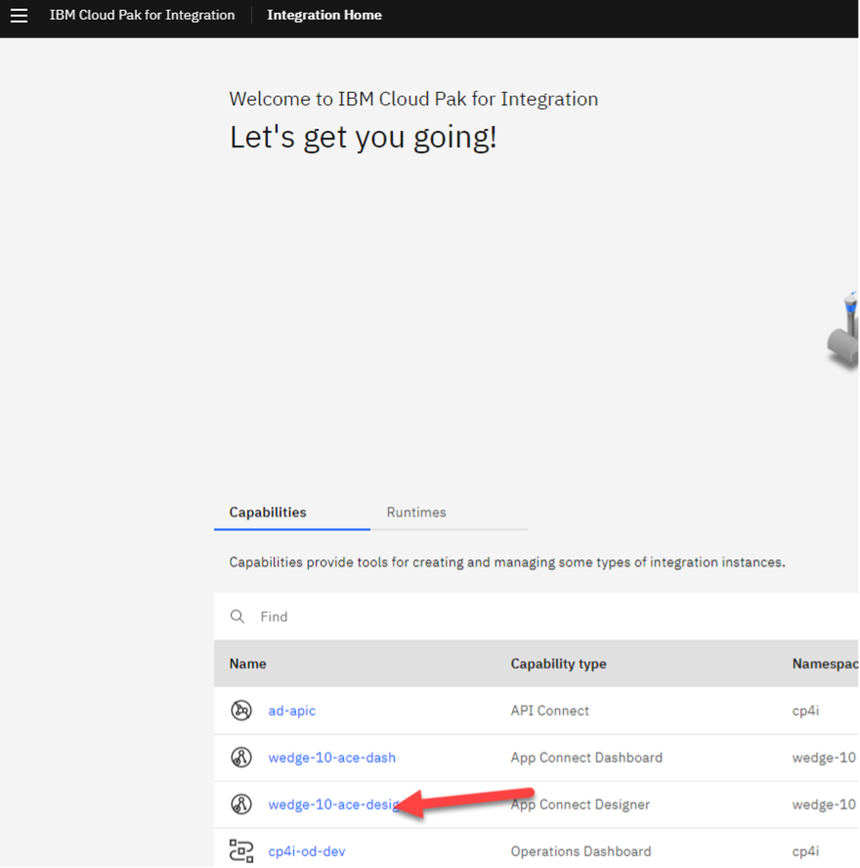 IBM Cloud Pak for Integration Integration Home
Welcome to IBM Cloud Pak for Integration
Let's get you going!
Capabilities Runtimes
Capabilities provide tools for creating and managing some types of integration instances.
Find
Name Capability type Namespac
ad-apic API Connect cp4i
wedge-10-ace-dash App Connect Dashboard wedge-10
wedge-10-ace-desig App Connect Designer wedge-10
cp4i-od-dev Operations Dashboard cp4i